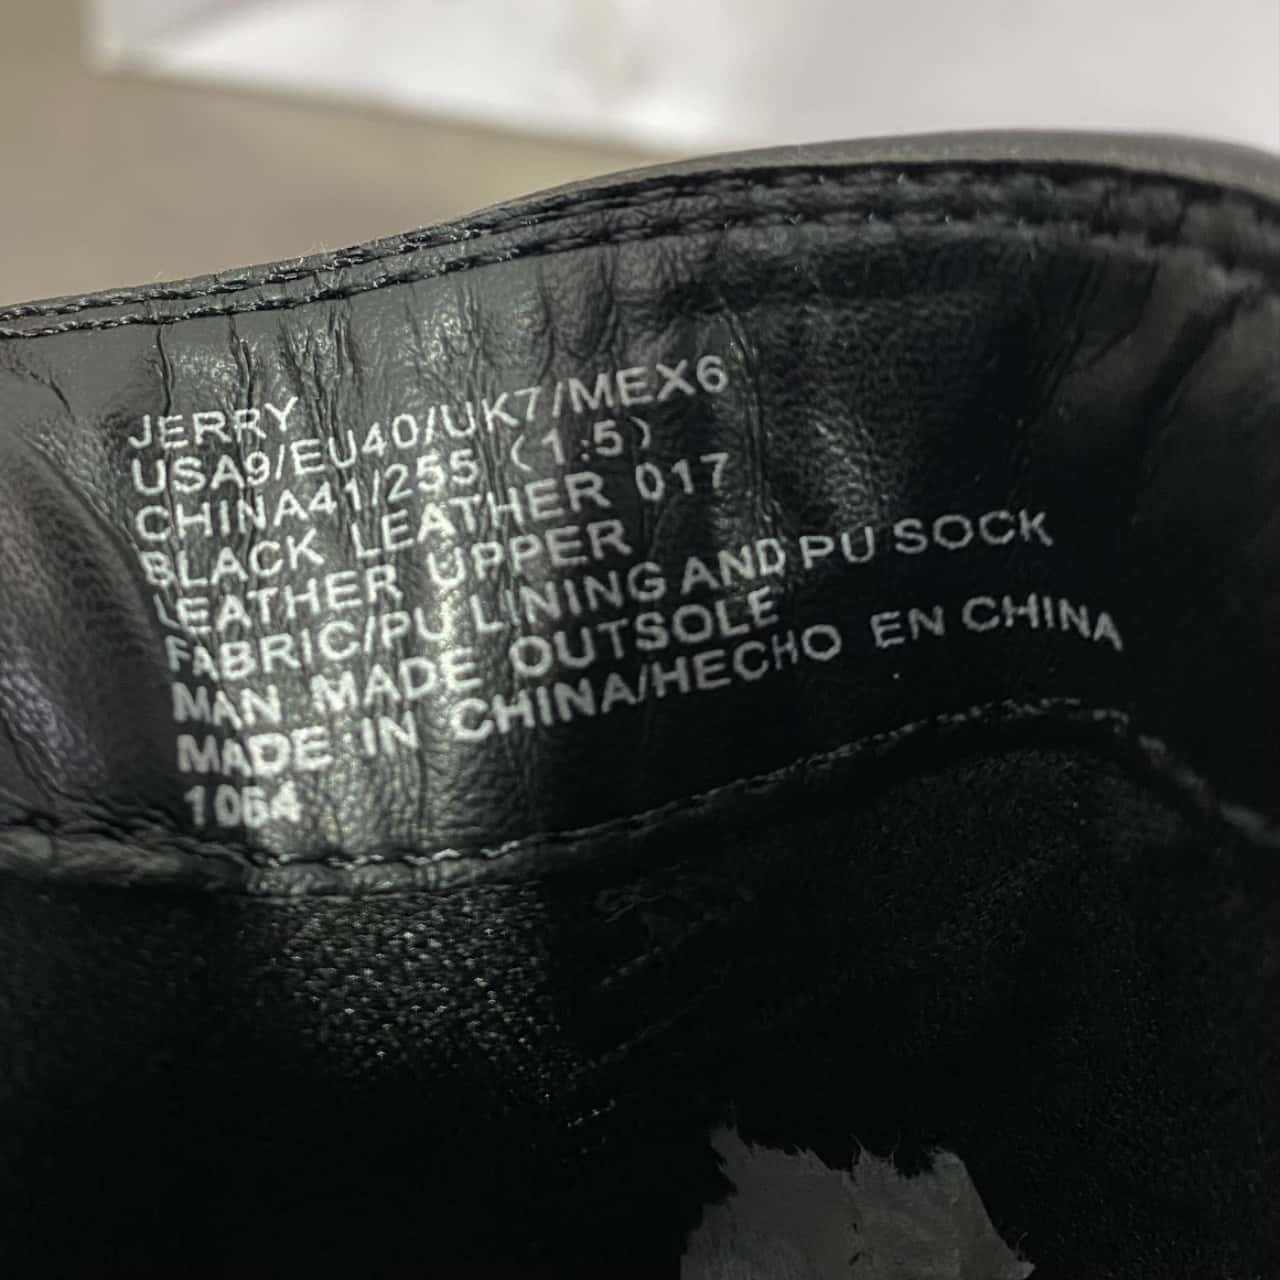 JERRY
USA9/EU40/UK7/MEX6
CHINA41/255 (1.5)
BLACK LEATHER 017
LEATHER UPPER
FABRIC/PU LINING AND PU SOCK
MAN MADE OUTSOLE
MADE IN CHINA/HECHO EN CHINA